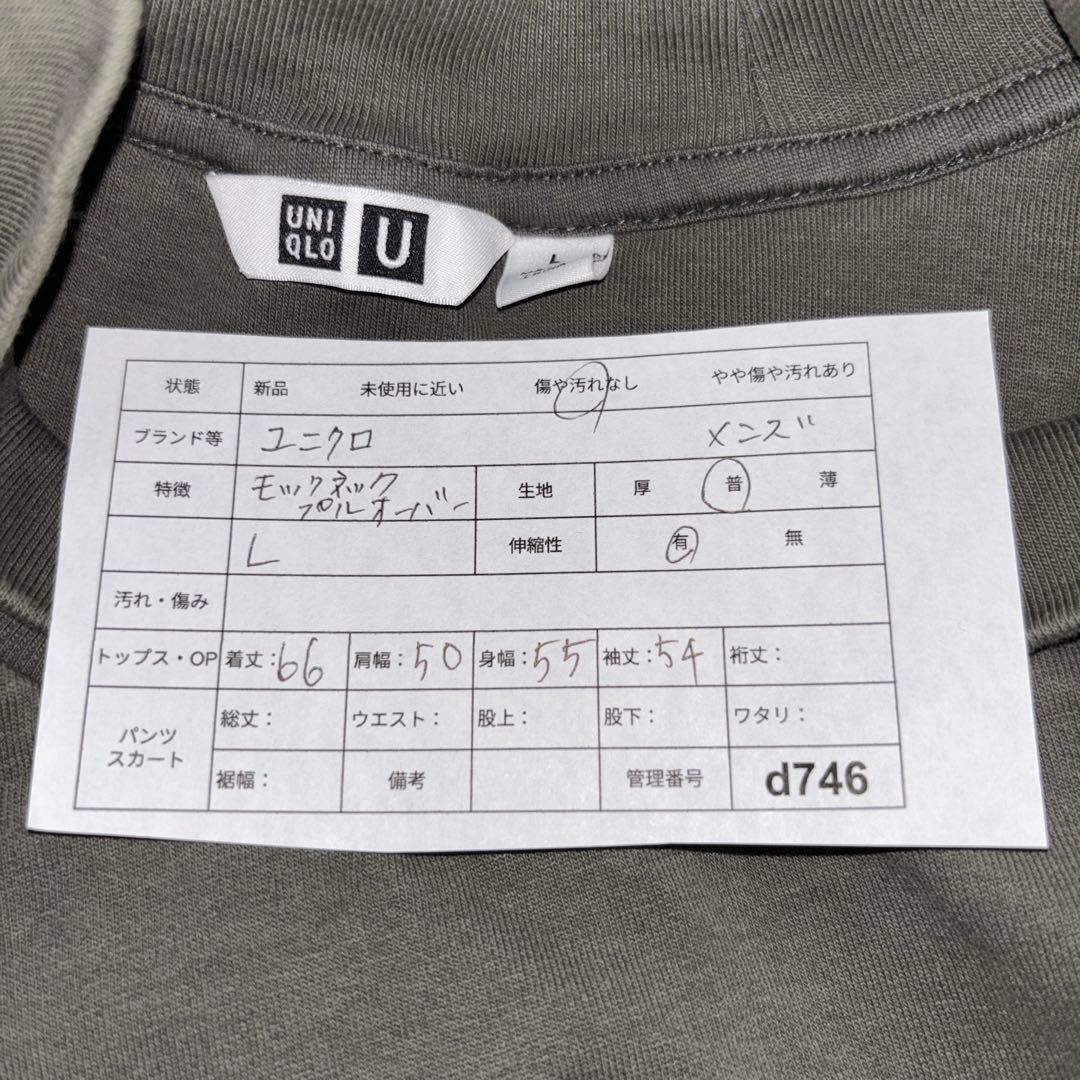 UNI
QLO
U
L
状態 新品 未使用に近い 傷や汚れなし やや傷や汚れあり
ブランド等 ユニクロ メンズ
特徴 モックネック
プルオーバー
生地 厚 普 薄
L 伸縮性 有 無
汚れ・傷み
トップス・OP 着丈：66 肩幅：50 身幅：55 袖丈：54 裄丈：
パンツ
スカート
総丈： ウエスト： 股上： 股下： ワタリ：
裾幅： 備考 管理番号 d746